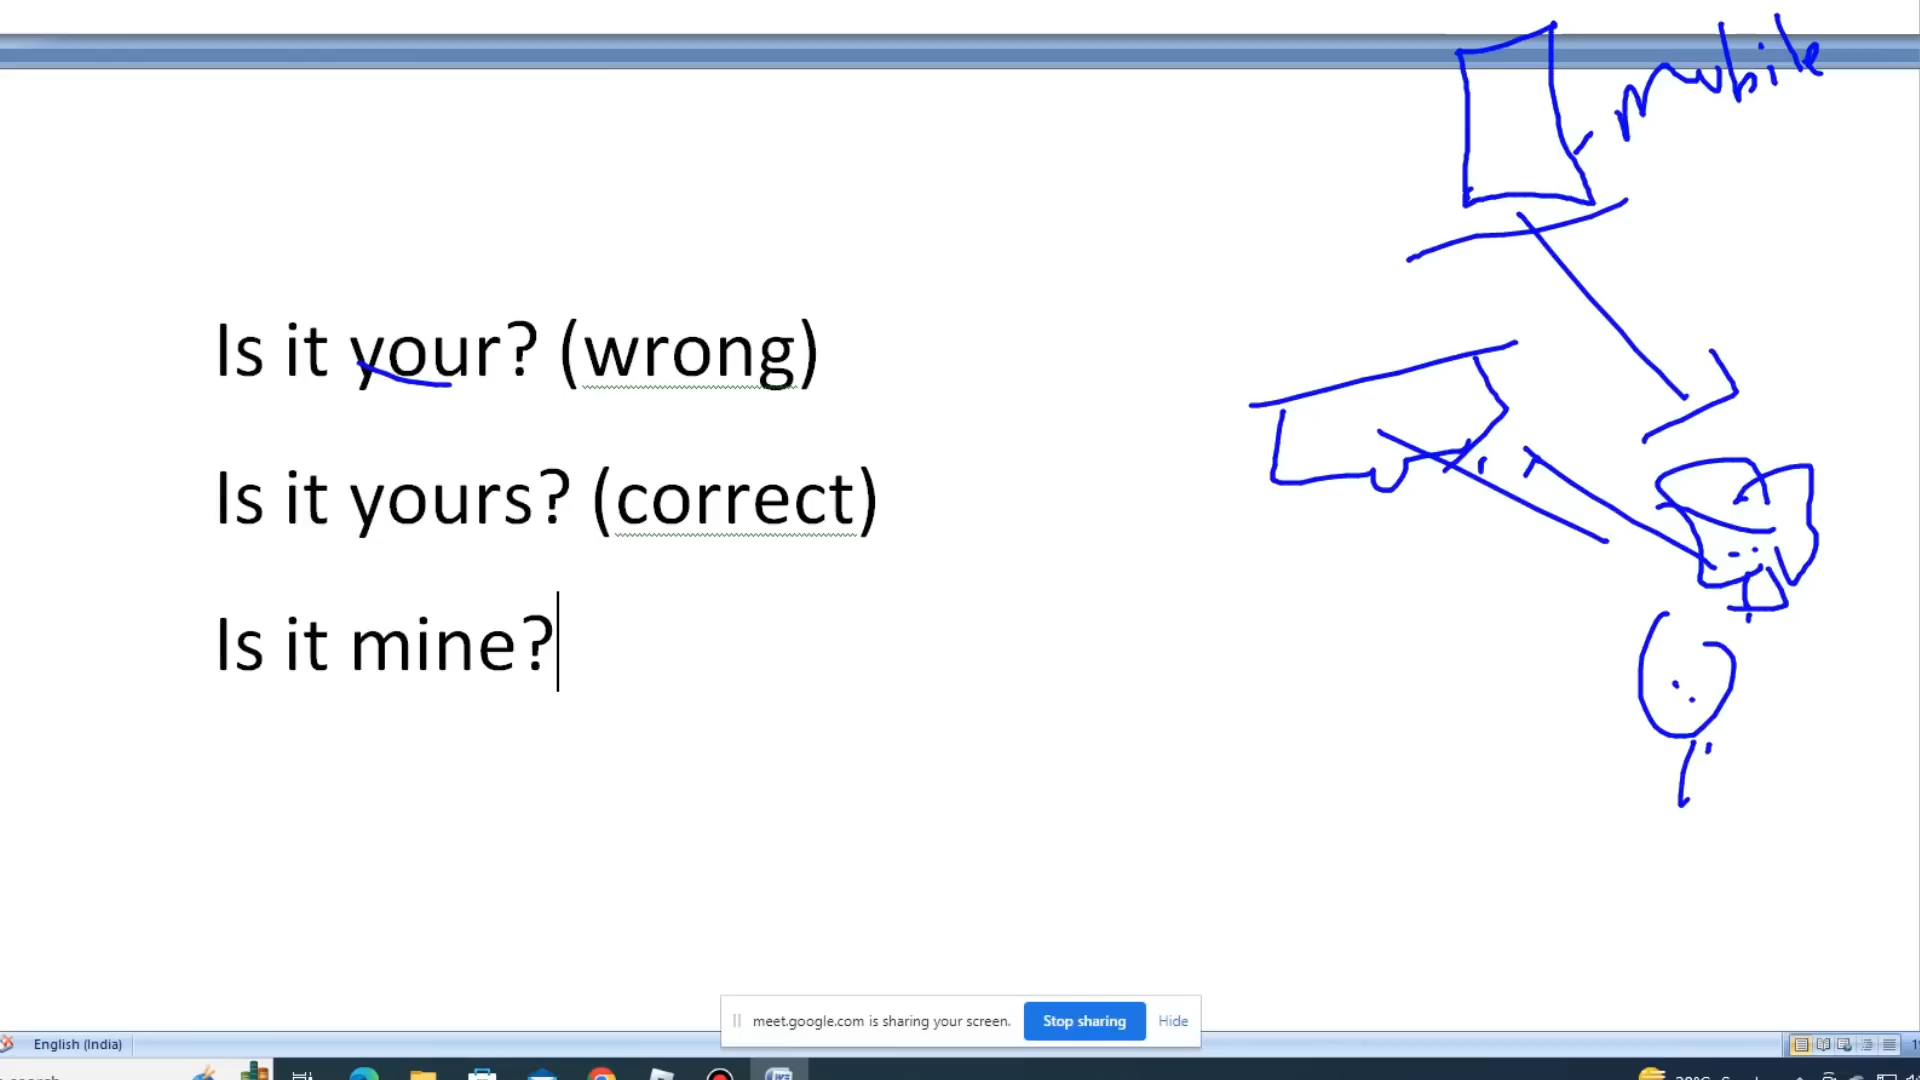 mobile
Is it your? (wrong)
Is it yours? (correct)
Is it mine?
meet.google.com is sharing your screen. Stop sharing Hide
English (India)